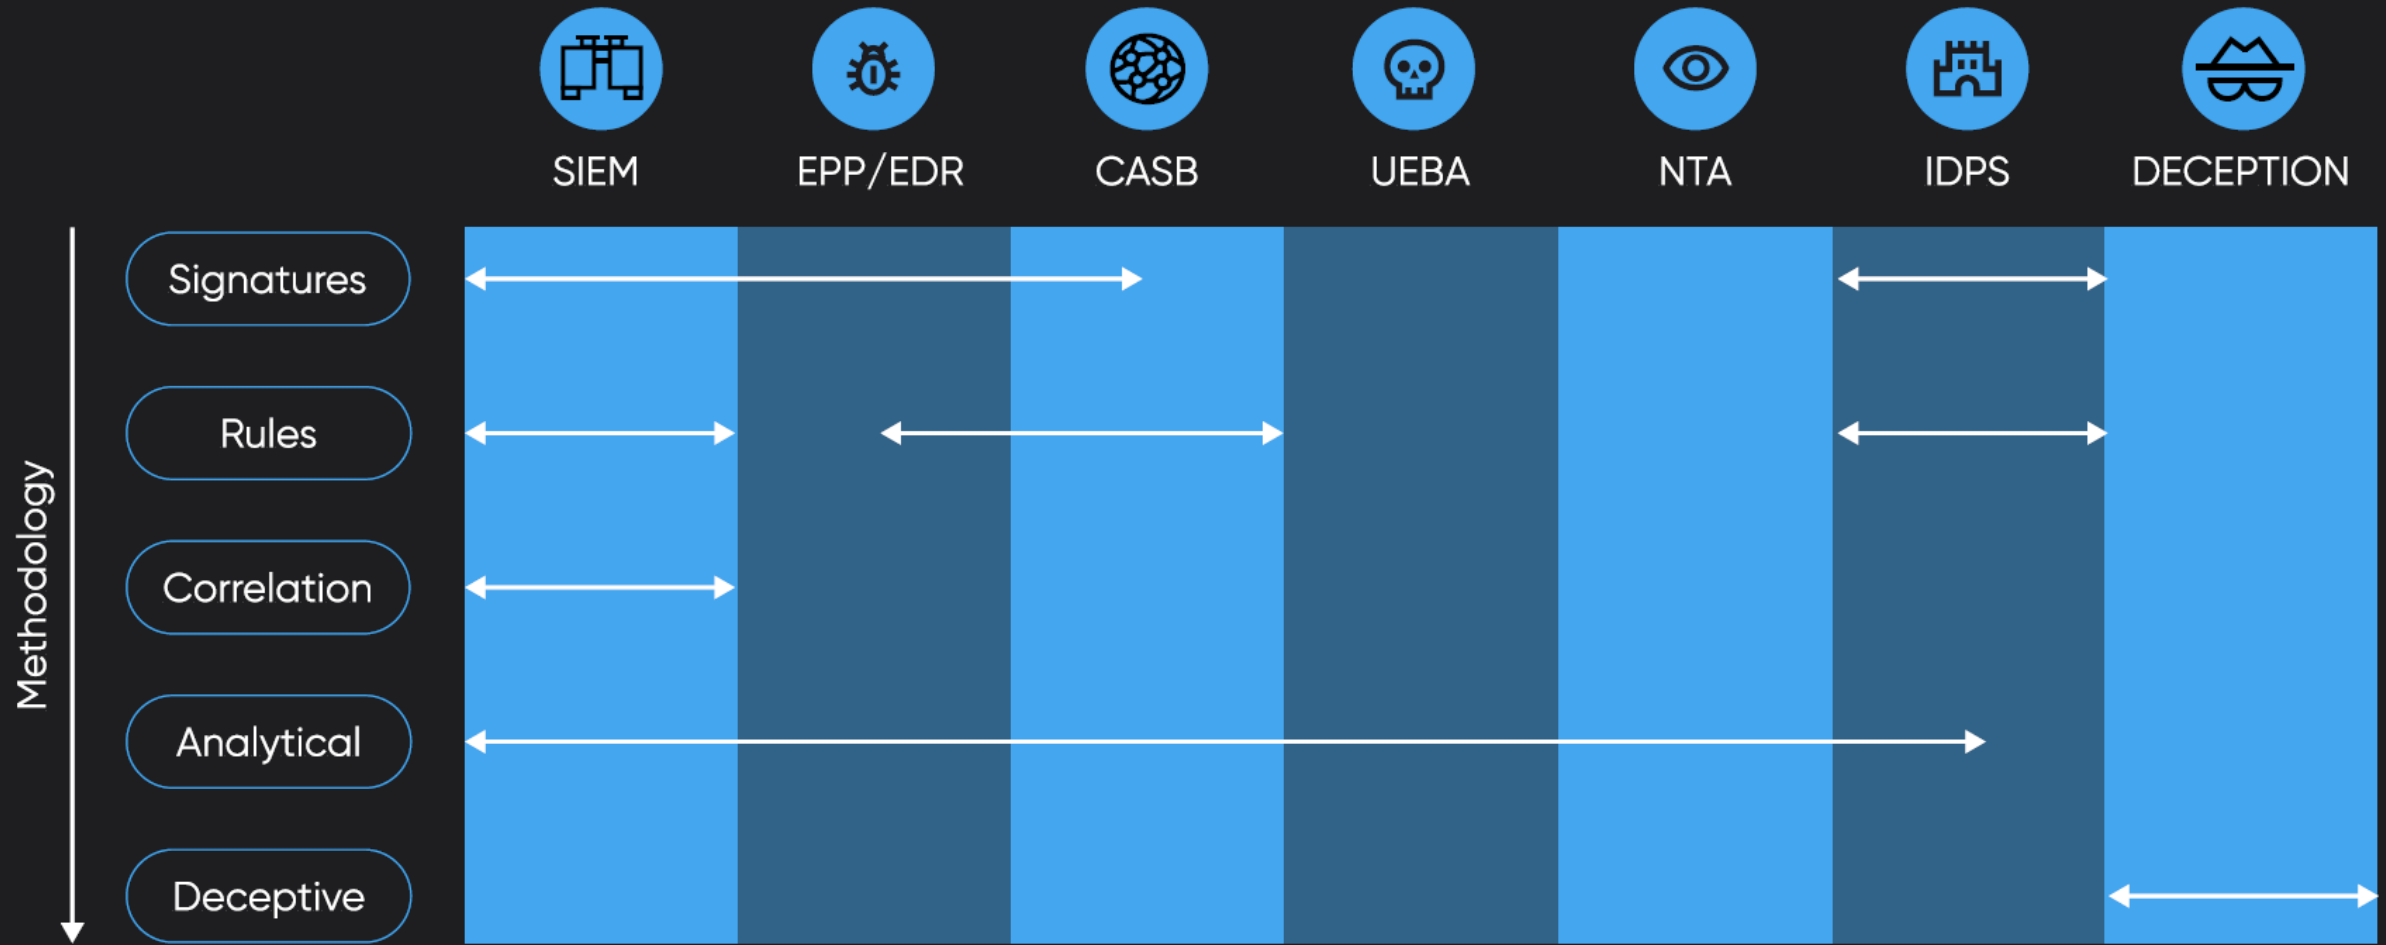 SIEM
EPP/EDR
CASB
UEBA
NTA
IDPS
DECEPTION
Methodology
Signatures
Rules
Correlation
Analytical
Deceptive